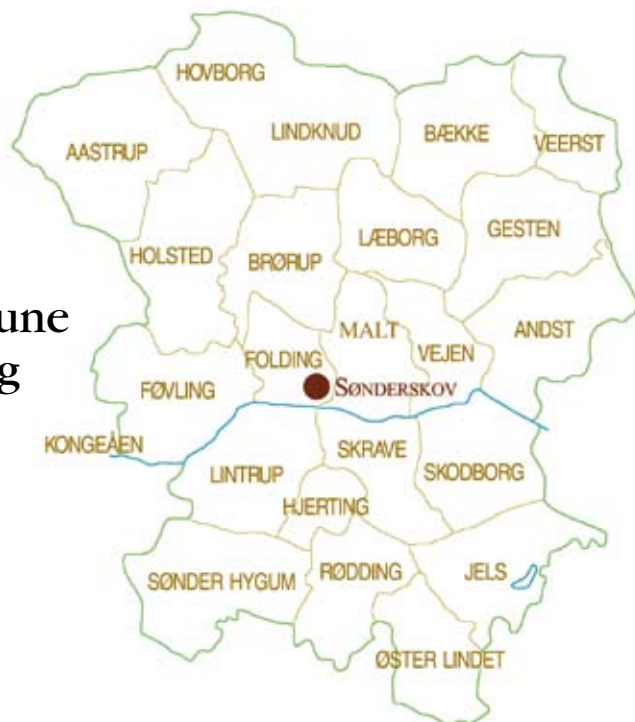 HOVBORG
LINDKNUD
BÆKKE
VEERST
AASTRUP
LÆBORG
GESTEN
HOLSTED
BRØRUP
une
MALT
ANDST
FOLDING
VEJEN
g
FØVLING
SØNDERSKOV
KONGEÅEN
SKRAVE
LINTRUP
SKODBORG
HJERTING
SØNDER HYGUM
RØDDING
JELS
ØSTER LINDET